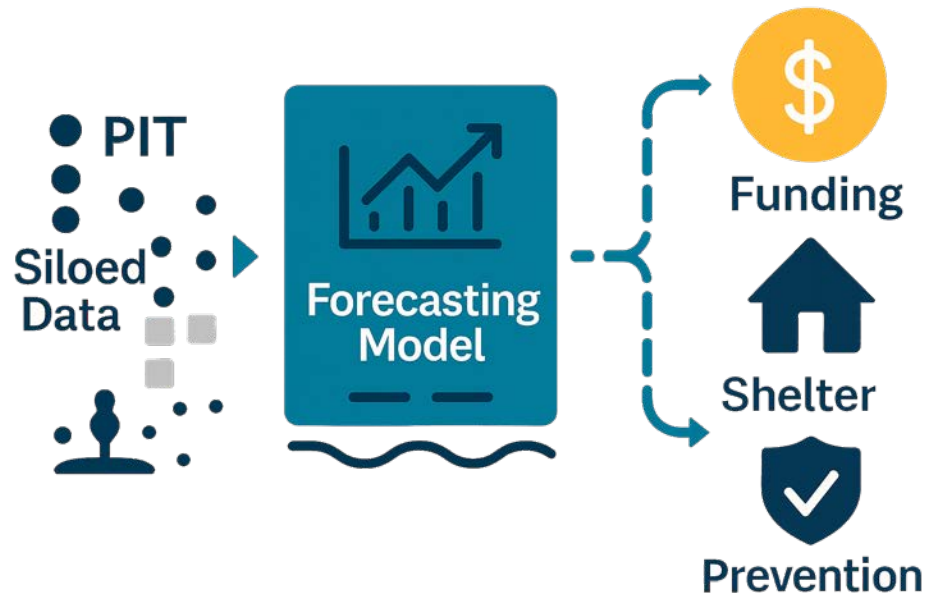 PIT
Siloed
Data
Forecasting
Model
$
Funding
Shelter
Prevention